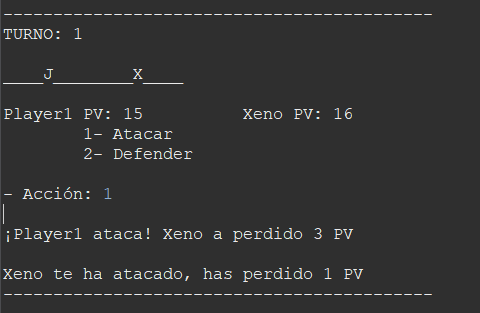 -------------------------------------------
TURNO: 1
____J________X____
Player1 PV: 15          Xeno PV: 16
1- Atacar
2- Defender
- Acción: 1
¡Player1 ataca! Xeno a perdido 3 PV
Xeno te ha atacado, has perdido 1 PV
-------------------------------------------